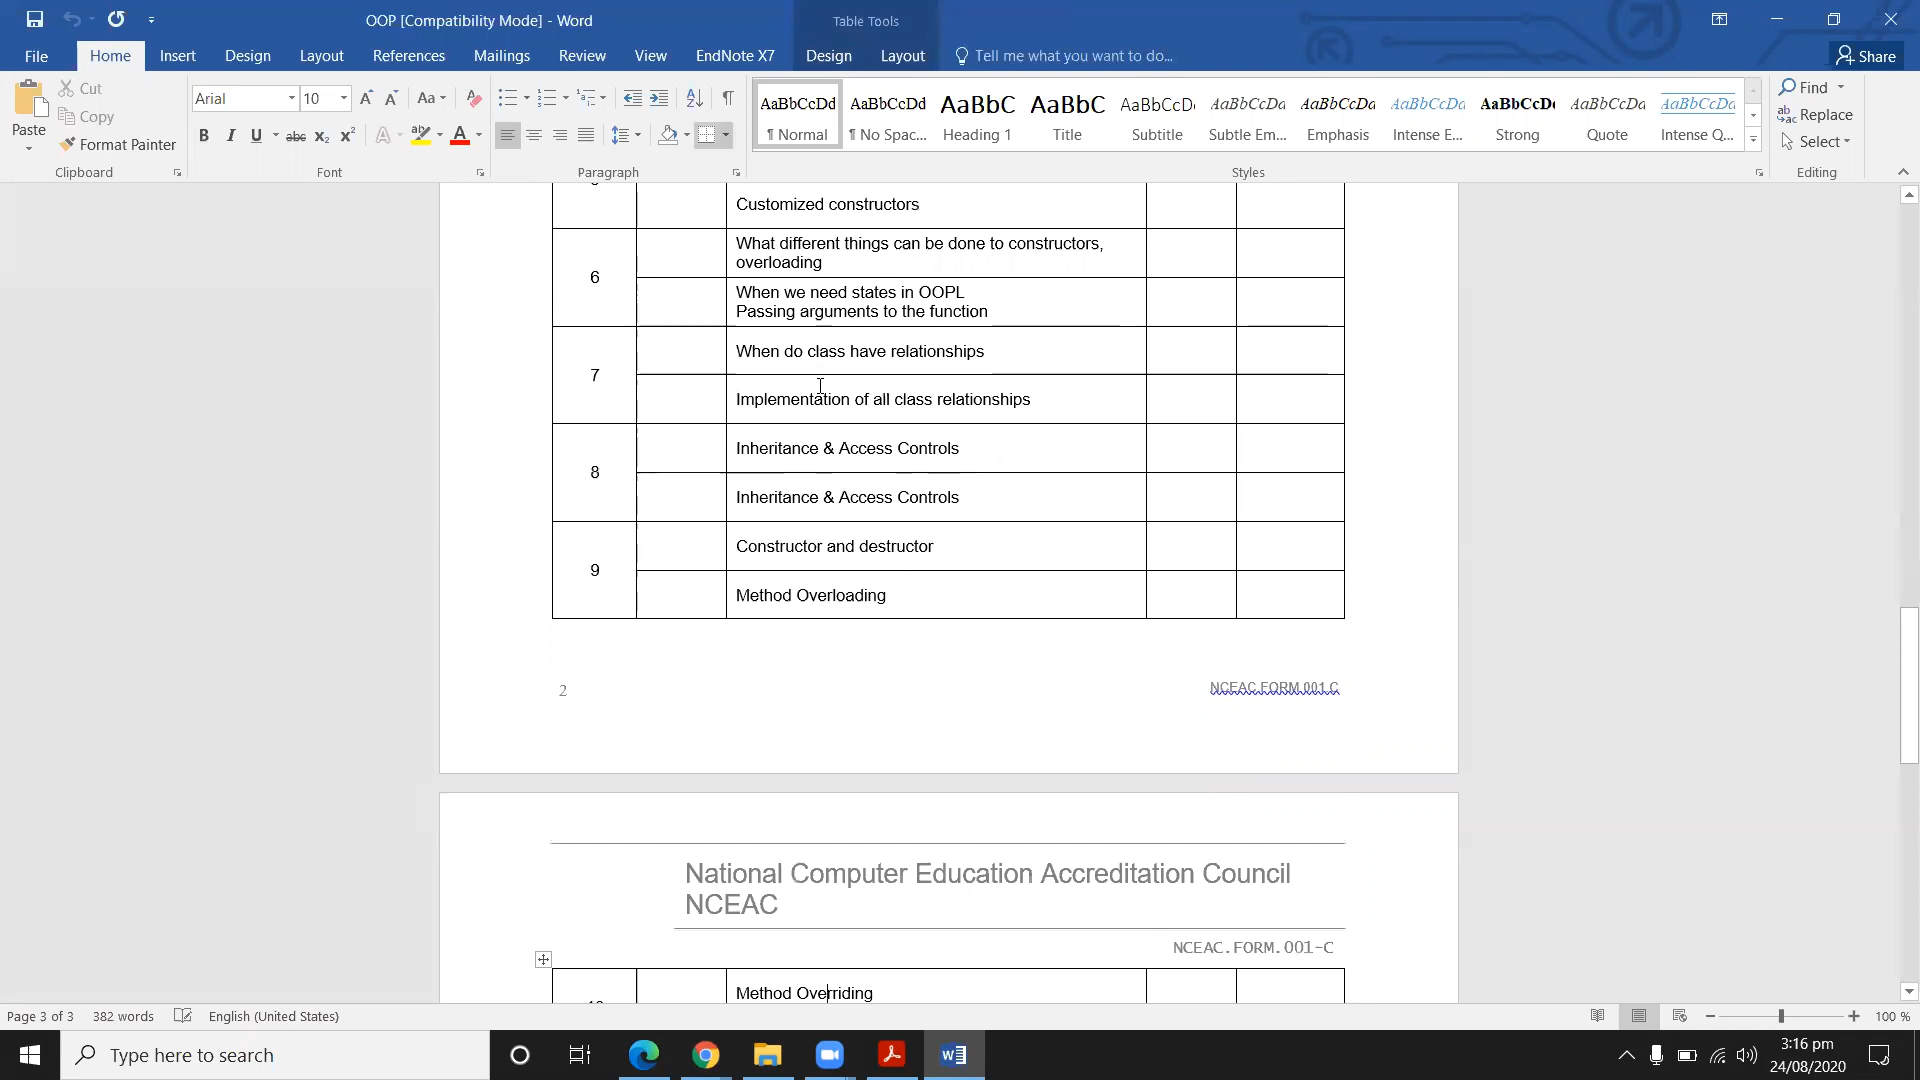 OOP [Compatibility Mode] - Word
Table Tools
File
Home
Insert
Design
Layout
References
Mailings
Review
View
EndNote X7
Design
Layout
Tell me what you want to do...
Share
Paste
Cut
Copy
Format Painter
Clipboard
Arial
10
Font
Paragraph
AaBbCcDd
¶ Normal
AaBbCcDd
¶ No Spac...
AaBbC
Heading 1
AaBbC
Title
AaBbCcD
Subtitle
AaBbCcDd
Subtle Em...
AaBbCcDd
Emphasis
AaBbCcDd
Intense E...
AaBbCcDd
Strong
AaBbCcDd
Quote
AaBbCcDd
Intense Q...
Styles
Find
Replace
Select
Editing
Customized constructors
6
What different things can be done to constructors,
overloading
When we need states in OOPL
Passing arguments to the function
7
When do class have relationships
Implementation of all class relationships
8
Inheritance & Access Controls
Inheritance & Access Controls
9
Constructor and destructor
Method Overloading
2
NCEAC.FORM.001.C
National Computer Education Accreditation Council
NCEAC
NCEAC.FORM.001-C
Method Overriding
Page 3 of 3
382 words
English (United States)
100 %
Type here to search
3:16 pm
24/08/2020